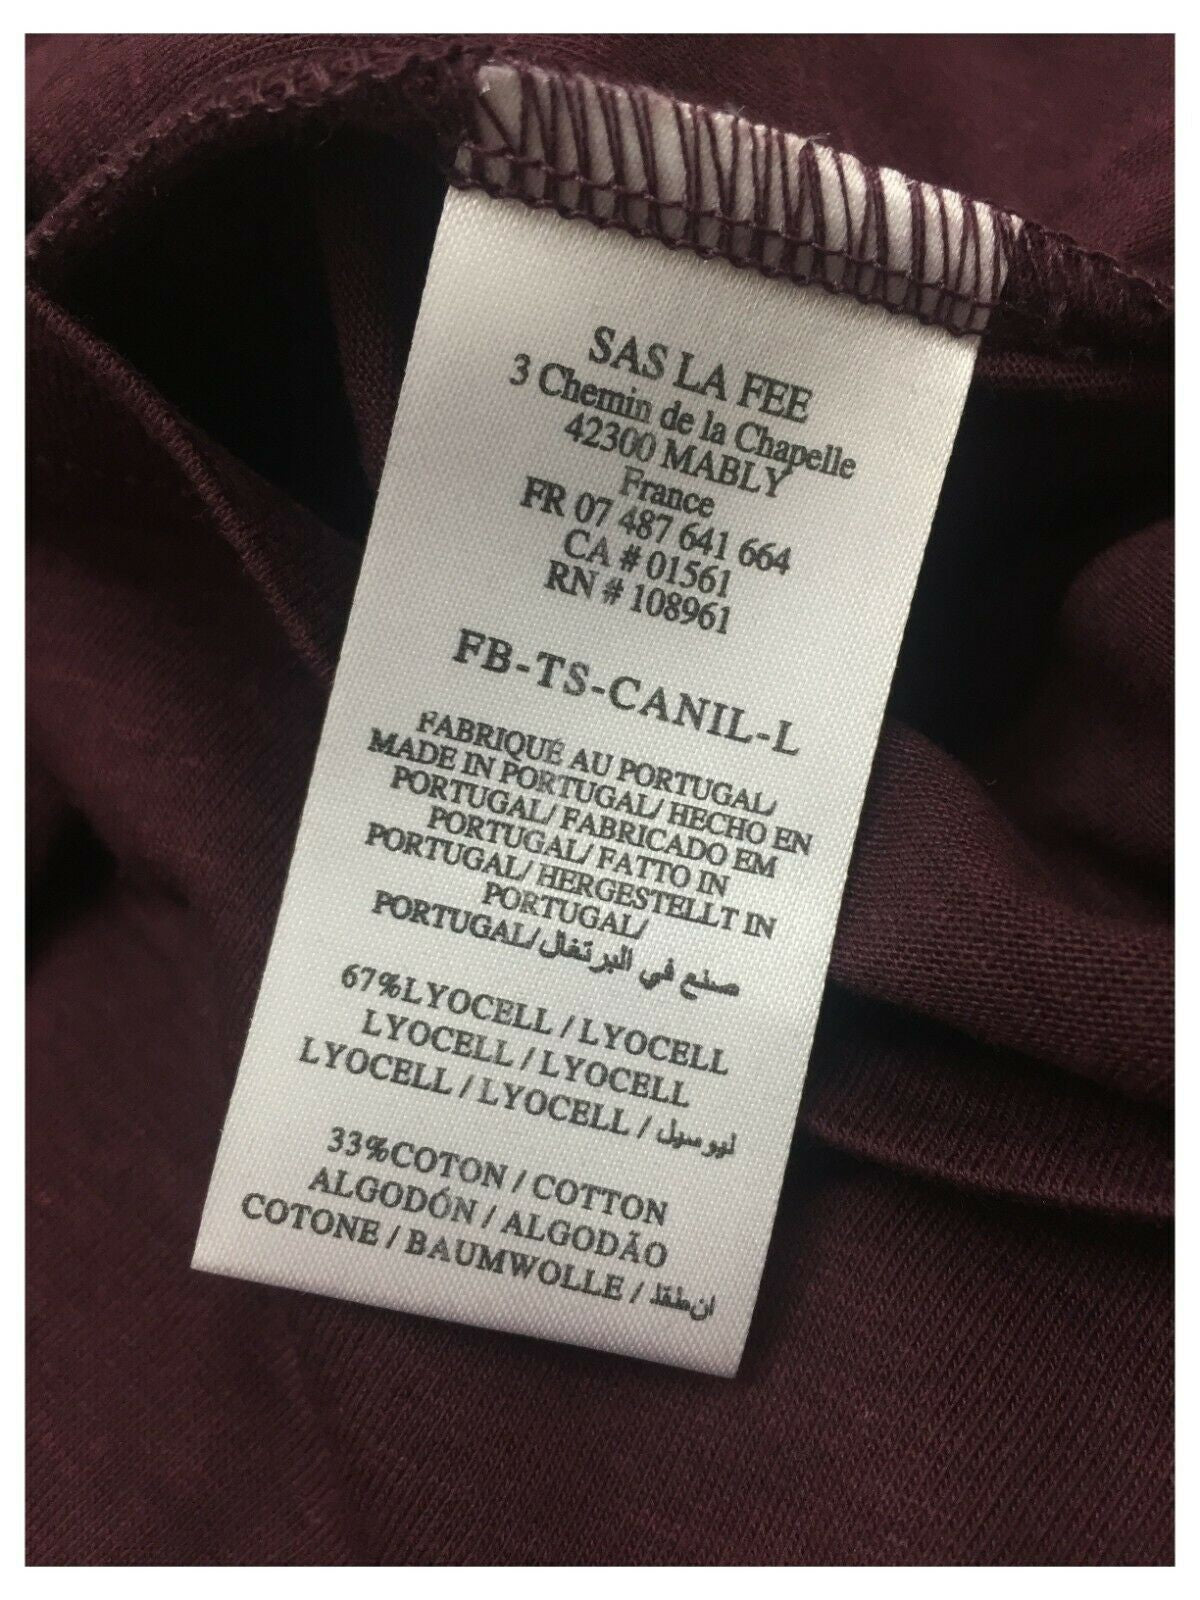 SAS LA FEE
3 Chemin de la Chapelle
42300 MABLY
France
FR 07 487 641 664
CA # 01561
RN # 108961
FB-TS-CANIL-L
FABRIQUÉ AU PORTUGAL/
MADE IN PORTUGAL/ HECHO EN
PORTUGAL/ FABRICADO EM
PORTUGAL/ FATTO IN
PORTUGAL/ HERGESTELLT IN
PORTUGAL/
PORTUGAL/صنع في البرتغال
67%LYOCELL / LYOCELL
LYOCELL / LYOCELL
LYOCELL / LYOCELL / ليوسيل
33%COTON / COTTON
ALGODÓN / ALGODÃO
COTONE / BAUMWOLLE /